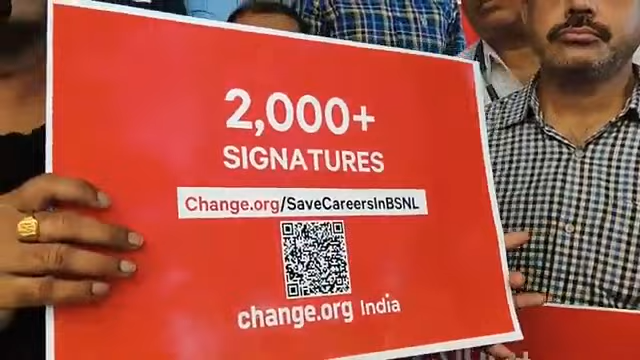 2,000+
SIGNATURES
Change.org/SaveCareersInBSNL
change.org India